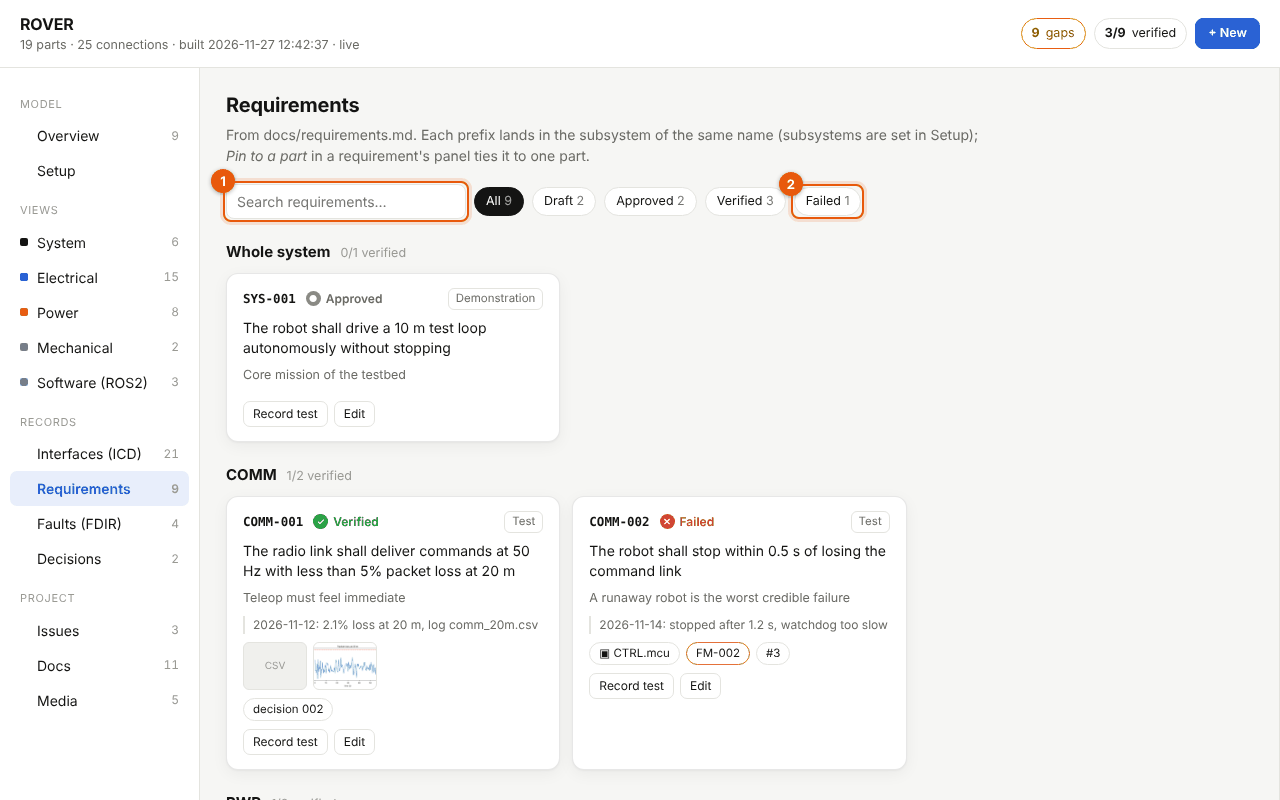 ROVER
19 parts · 25 connections · built 2026-11-27 12:42:37 · live
9 gaps
3/9 verified
+ New
MODEL
Overview 9
Setup
VIEWS
System 6
Electrical 15
Power 8
Mechanical 2
Software (ROS2) 3
RECORDS
Interfaces (ICD) 21
Requirements 9
Faults (FDIR) 4
Decisions 2
PROJECT
Issues 3
Docs 11
Media 5
Requirements
From docs/requirements.md. Each prefix lands in the subsystem of the same name (subsystems are set in Setup);
Pin to a part in a requirement's panel ties it to one part.
1
Search requirements...
All 9
Draft 2
Approved 2
Verified 3
2
Failed 1
Whole system 0/1 verified
SYS-001 Approved Demonstration
The robot shall drive a 10 m test loop
autonomously without stopping
Core mission of the testbed
Record test Edit
COMM 1/2 verified
COMM-001 Verified Test
The radio link shall deliver commands at 50
Hz with less than 5% packet loss at 20 m
Teleop must feel immediate
2026-11-12: 2.1% loss at 20 m, log comm_20m.csv
CSV
decision 002
Record test Edit
COMM-002 Failed Test
The robot shall stop within 0.5 s of losing the
command link
A runaway robot is the worst credible failure
2026-11-14: stopped after 1.2 s, watchdog too slow
CTRL.mcu FM-002 #3
Record test Edit